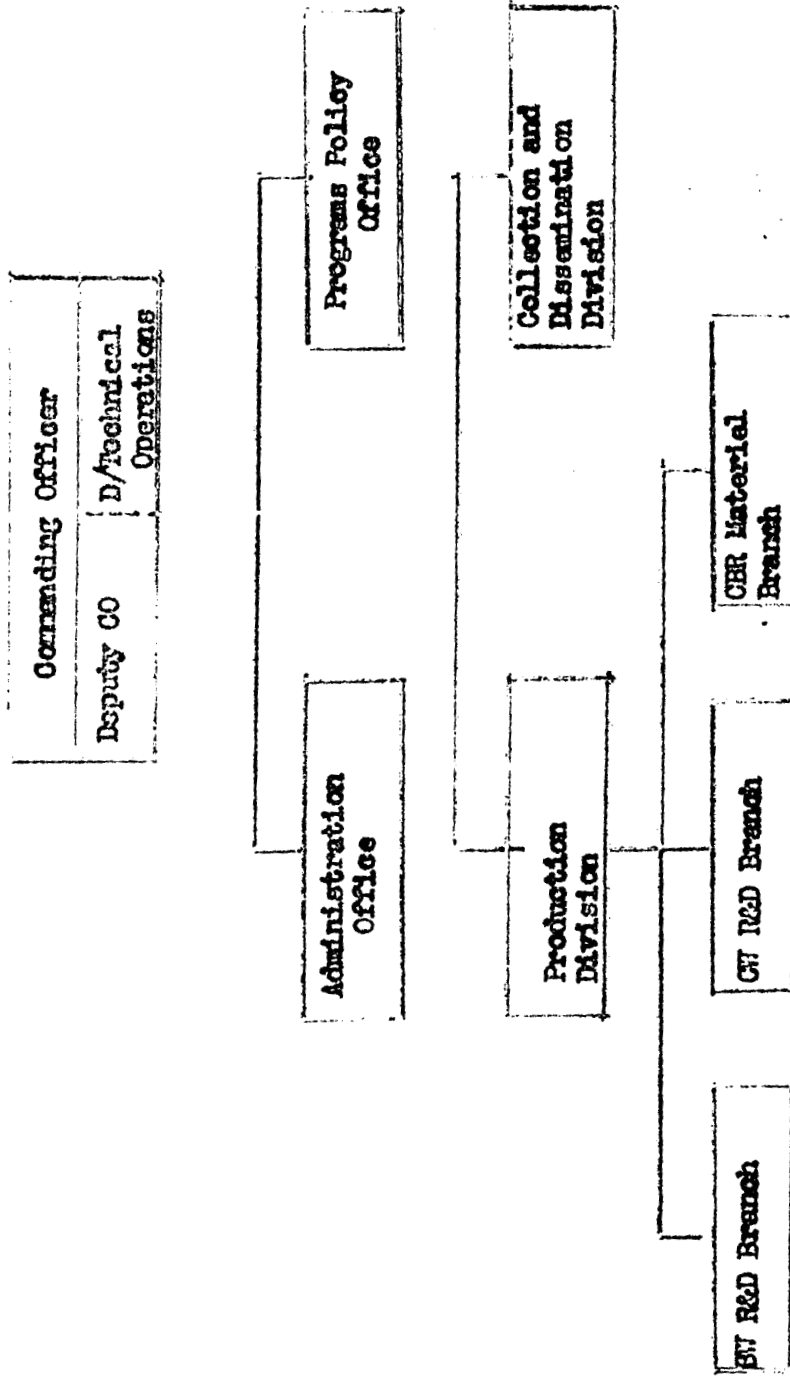 Commanding Officer
Deputy CO
D/Technical
Operations
Administration
Office
Programs Policy
Office
Production
Division
Collection and
Dissemination
Division
BW R&D Branch
CW R&D Branch
CBR Material
Branch